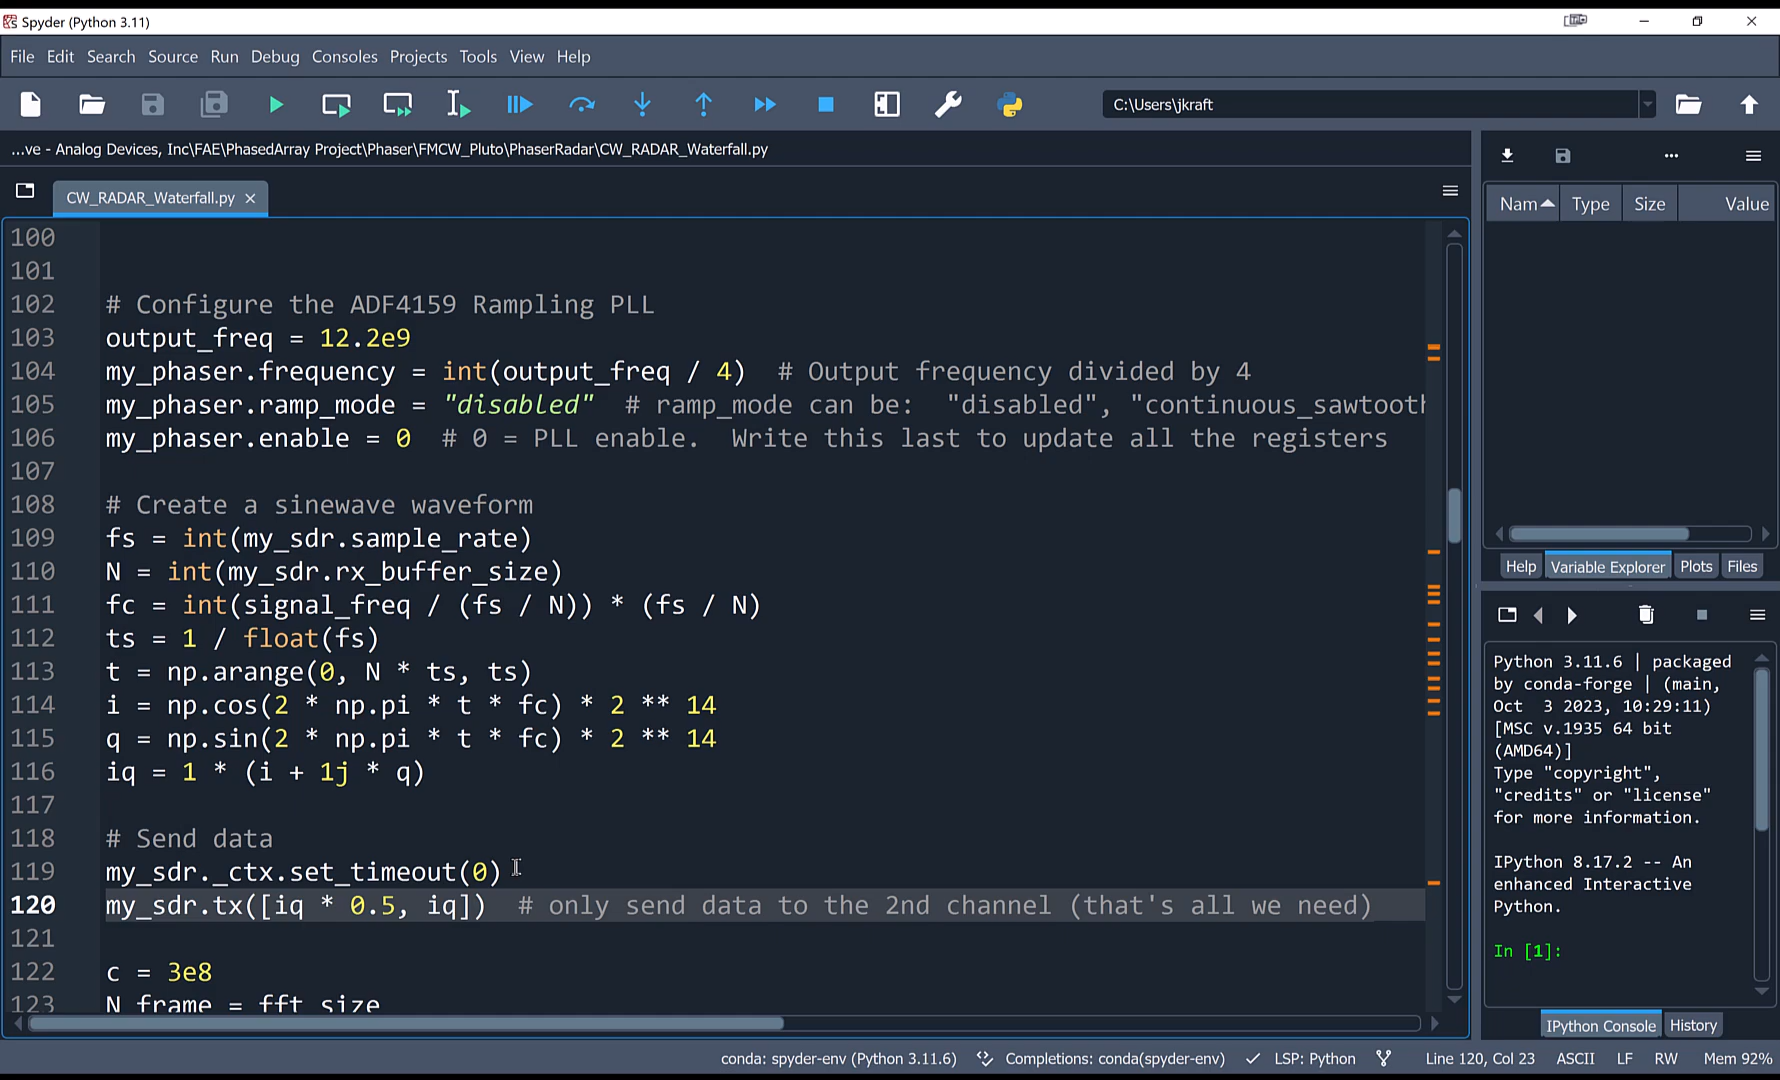 Spyder (Python 3.11)
File Edit Search Source Run Debug Consoles Projects Tools View Help
C:\Users\jkraft
...ve - Analog Devices, Inc\FAE\PhasedArray Project\Phaser\FMCW_Pluto\PhaserRadar\CW_RADAR_Waterfall.py
CW_RADAR_Waterfall.py
100
101
102 # Configure the ADF4159 Rampling PLL
103 output_freq = 12.2e9
104 my_phaser.frequency = int(output_freq / 4)  # Output frequency divided by 4
105 my_phaser.ramp_mode = "disabled"  # ramp_mode can be:  "disabled", "continuous_sawtooth
106 my_phaser.enable = 0  # 0 = PLL enable.  Write this last to update all the registers
107
108 # Create a sinewave waveform
109 fs = int(my_sdr.sample_rate)
110 N = int(my_sdr.rx_buffer_size)
111 fc = int(signal_freq / (fs / N)) * (fs / N)
112 ts = 1 / float(fs)
113 t = np.arange(0, N * ts, ts)
114 i = np.cos(2 * np.pi * t * fc) * 2 ** 14
115 q = np.sin(2 * np.pi * t * fc) * 2 ** 14
116 iq = 1 * (i + 1j * q)
117
118 # Send data
119 my_sdr._ctx.set_timeout(0)
120 my_sdr.tx([iq * 0.5, iq])  # only send data to the 2nd channel (that's all we need)
121
122 c = 3e8
123 N_frame = fft_size
Nam Type Size Value
Help Variable Explorer Plots Files
Python 3.11.6 | packaged
by conda-forge | (main,
Oct  3 2023, 10:29:11)
[MSC v.1935 64 bit
(AMD64)]
Type "copyright",
"credits" or "license"
for more information.
IPython 8.17.2 -- An
enhanced Interactive
Python.
In [1]:
IPython Console History
conda: spyder-env (Python 3.11.6) Completions: conda(spyder-env) LSP: Python Line 120, Col 23 ASCII LF RW Mem 92%